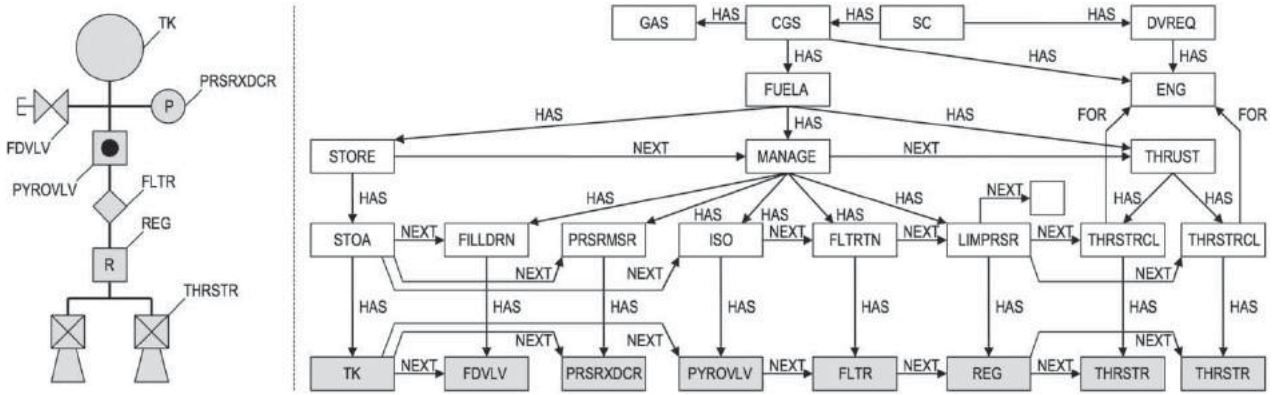 TK
PRSRXDCR
P
FDVLV
PYROVLV
FLTR
REG
R
THRSTR
GAS HAS CGS HAS SC HAS DVREQ
HAS HAS HAS
FUELA ENG
HAS HAS HAS FOR FOR
STORE NEXT MANAGE NEXT THRUST
HAS HAS HAS HAS HAS HAS NEXT HAS HAS
STOA NEXT FILLDRN PRSRMSR ISO NEXT FLTRTN NEXT LIMPRSR NEXT THRSTRCL THRSTRCL
NEXT NEXT NEXT
HAS HAS HAS HAS HAS HAS HAS HAS
NEXT NEXT NEXT
TK NEXT FDVLV PRSRXDCR PYROVLV NEXT FLTR NEXT REG NEXT THRSTR THRSTR